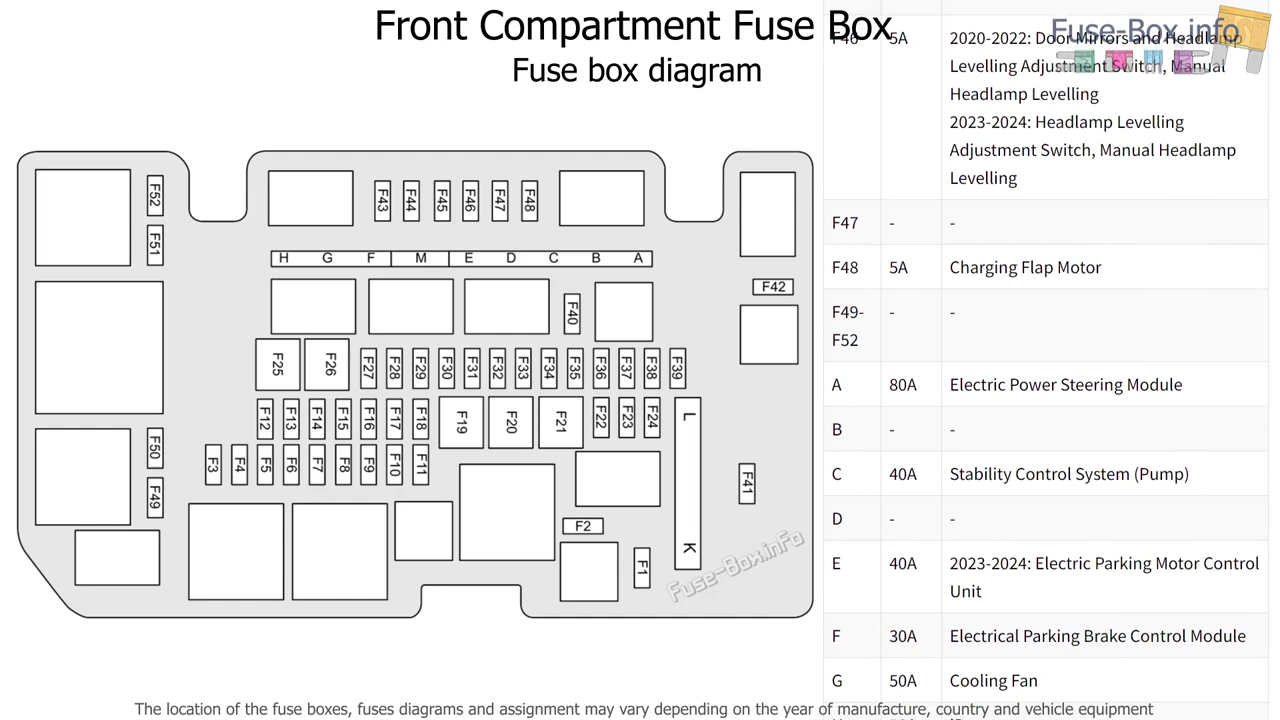 Front Compartment Fuse Box
Fuse box diagram
Fuse-Box.info
F52
F51
F43
F44
F45
F46
F47
F48
H G F M E D C B A
F42
F40
F25
F26
F27
F28
F29
F30
F31
F32
F33
F34
F35
F36
F37
F38
F39
F12
F13
F14
F15
F16
F17
F18
F19
F20
F21
F22
F23
F24
L
F50
F49
F3
F4
F5
F6
F7
F8
F9
F10
F11
F41
F2
K
F1
Fuse-Box.info
F46 5A 2020-2022: Door Mirrors and Headlamp
Levelling Adjustment Switch, Manual
Headlamp Levelling
2023-2024: Headlamp Levelling
Adjustment Switch, Manual Headlamp
Levelling
F47 - -
F48 5A Charging Flap Motor
F49- - -
F52
A 80A Electric Power Steering Module
B - -
C 40A Stability Control System (Pump)
D - -
E 40A 2023-2024: Electric Parking Motor Control
Unit
F 30A Electrical Parking Brake Control Module
G 50A Cooling Fan
The location of the fuse boxes, fuses diagrams and assignment may vary depending on the year of manufacture, country and vehicle equipment